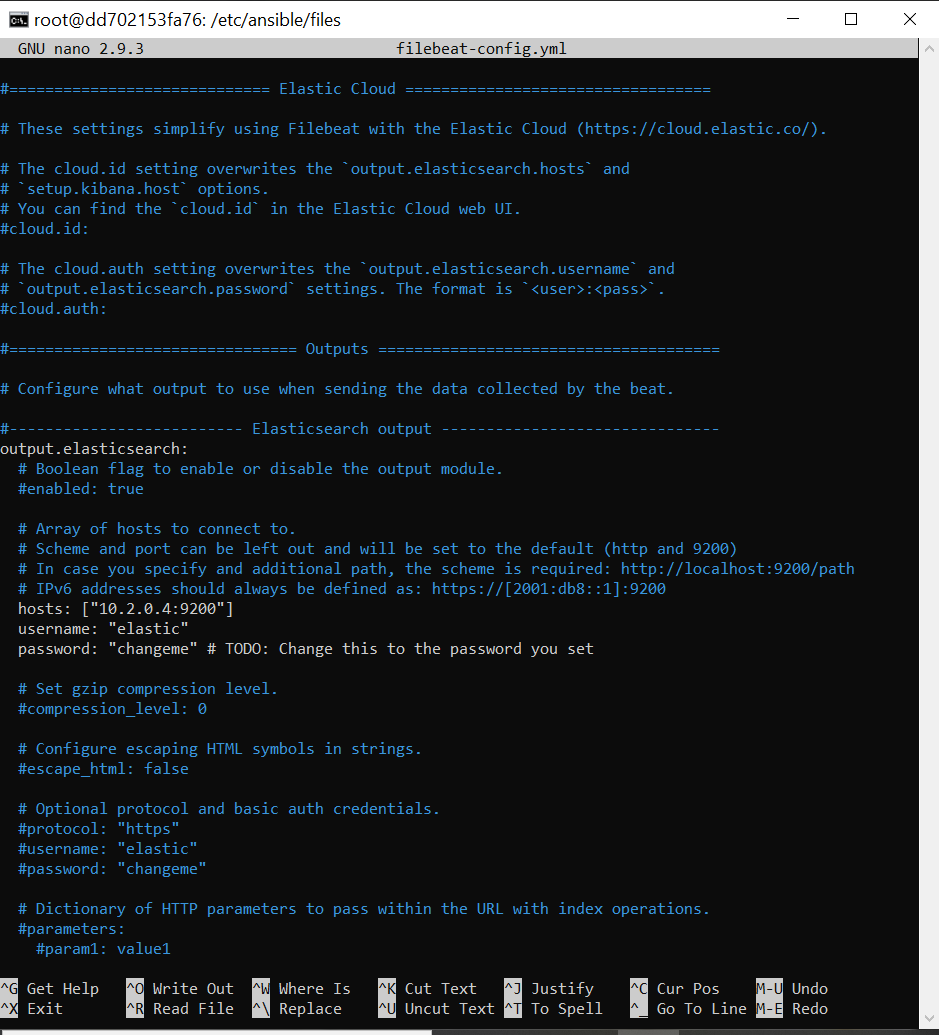 root@dd702153fa76: /etc/ansible/files
GNU nano 2.9.3 filebeat-config.yml
#============================= Elastic Cloud ==================================
# These settings simplify using Filebeat with the Elastic Cloud (https://cloud.elastic.co/).
# The cloud.id setting overwrites the `output.elasticsearch.hosts` and
# `setup.kibana.host` options.
# You can find the `cloud.id` in the Elastic Cloud web UI.
#cloud.id:
# The cloud.auth setting overwrites the `output.elasticsearch.username` and
# `output.elasticsearch.password` settings. The format is `<user>:<pass>`.
#cloud.auth:
#================================ Outputs ======================================
# Configure what output to use when sending the data collected by the beat.
#-------------------------- Elasticsearch output -------------------------------
output.elasticsearch:
  # Boolean flag to enable or disable the output module.
  #enabled: true
  # Array of hosts to connect to.
  # Scheme and port can be left out and will be set to the default (http and 9200)
  # In case you specify and additional path, the scheme is required: http://localhost:9200/path
  # IPv6 addresses should always be defined as: https://[2001:db8::1]:9200
  hosts: ["10.2.0.4:9200"]
  username: "elastic"
  password: "changeme" # TODO: Change this to the password you set
  # Set gzip compression level.
  #compression_level: 0
  # Configure escaping HTML symbols in strings.
  #escape_html: false
  # Optional protocol and basic auth credentials.
  #protocol: "https"
  #username: "elastic"
  #password: "changeme"
  # Dictionary of HTTP parameters to pass within the URL with index operations.
  #parameters:
    #param1: value1
^G Get Help ^O Write Out ^W Where Is ^K Cut Text ^J Justify ^C Cur Pos M-U Undo
^X Exit ^R Read File ^\ Replace ^U Uncut Text ^T To Spell ^_ Go To Line M-E Redo